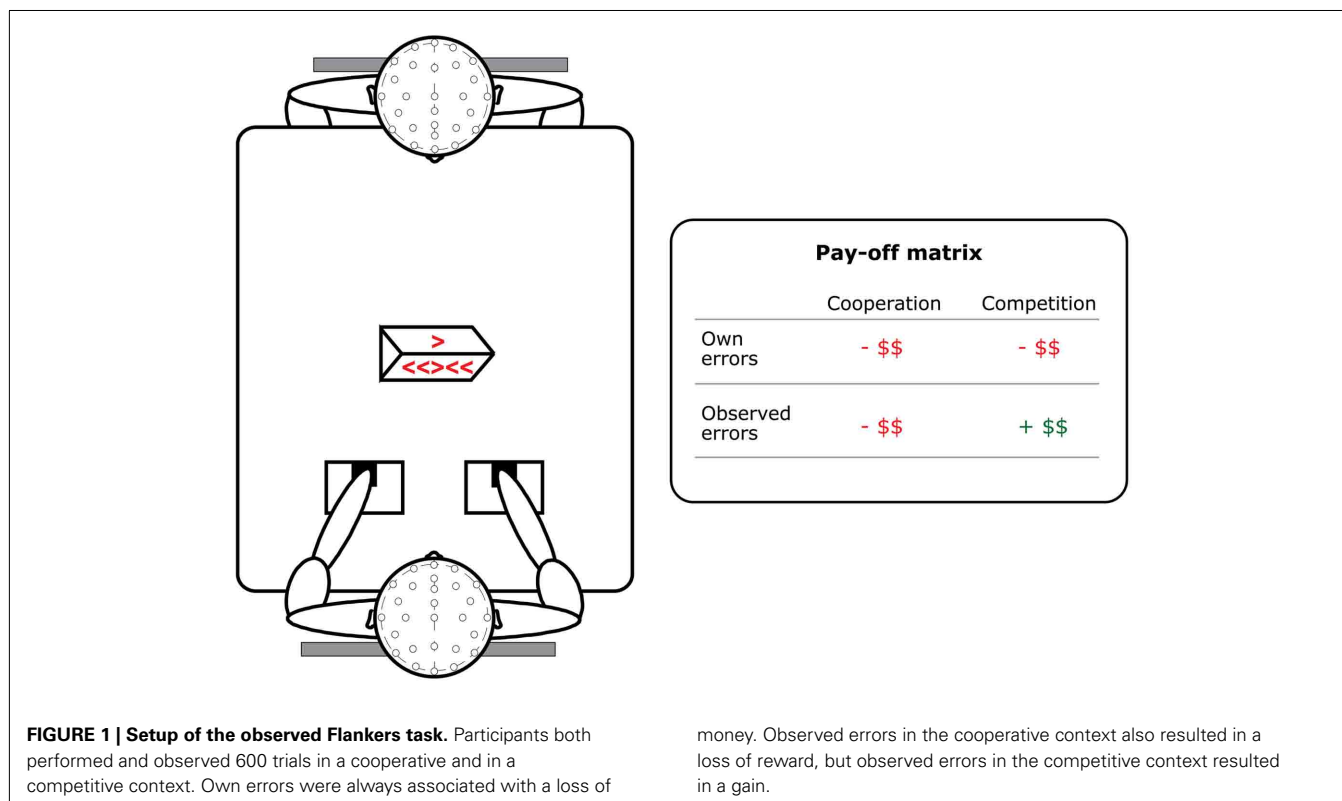 >
<<><<
Pay-off matrix
Cooperation Competition
Own
errors
- $$ - $$
Observed
errors
- $$ + $$
FIGURE 1 | Setup of the observed Flankers task. Participants both
performed and observed 600 trials in a cooperative and in a
competitive context. Own errors were always associated with a loss of
money. Observed errors in the cooperative context also resulted in a
loss of reward, but observed errors in the competitive context resulted
in a gain.